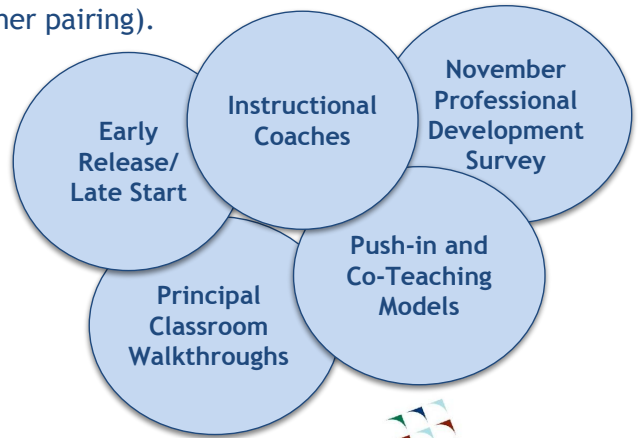 her pairing).
Early
Release/
Late Start
Instructional
Coaches
November
Professional
Development
Survey
Principal
Classroom
Walkthroughs
Push-in and
Co-Teaching
Models